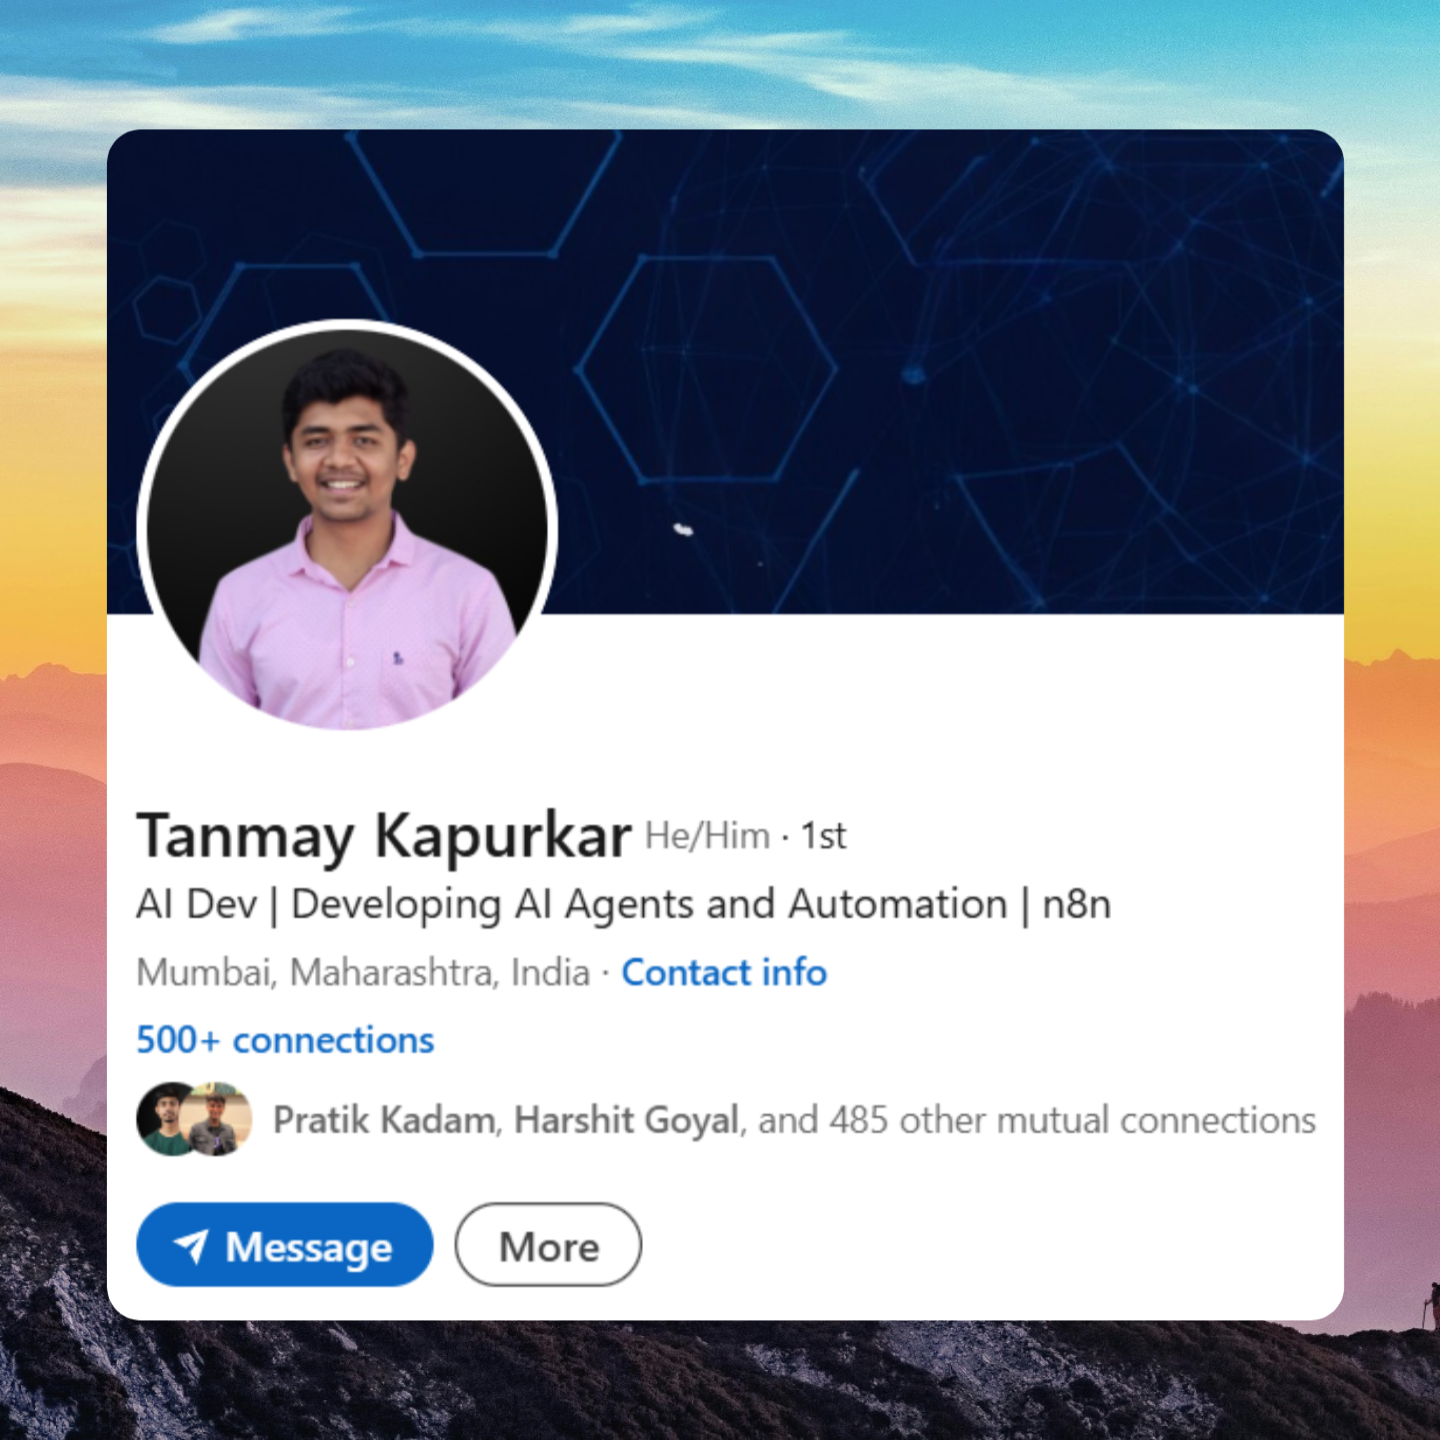 Tanmay Kapurkar He/Him · 1st
AI Dev | Developing AI Agents and Automation | n8n
Mumbai, Maharashtra, India · Contact info
500+ connections
Pratik Kadam, Harshit Goyal, and 485 other mutual connections
Message More